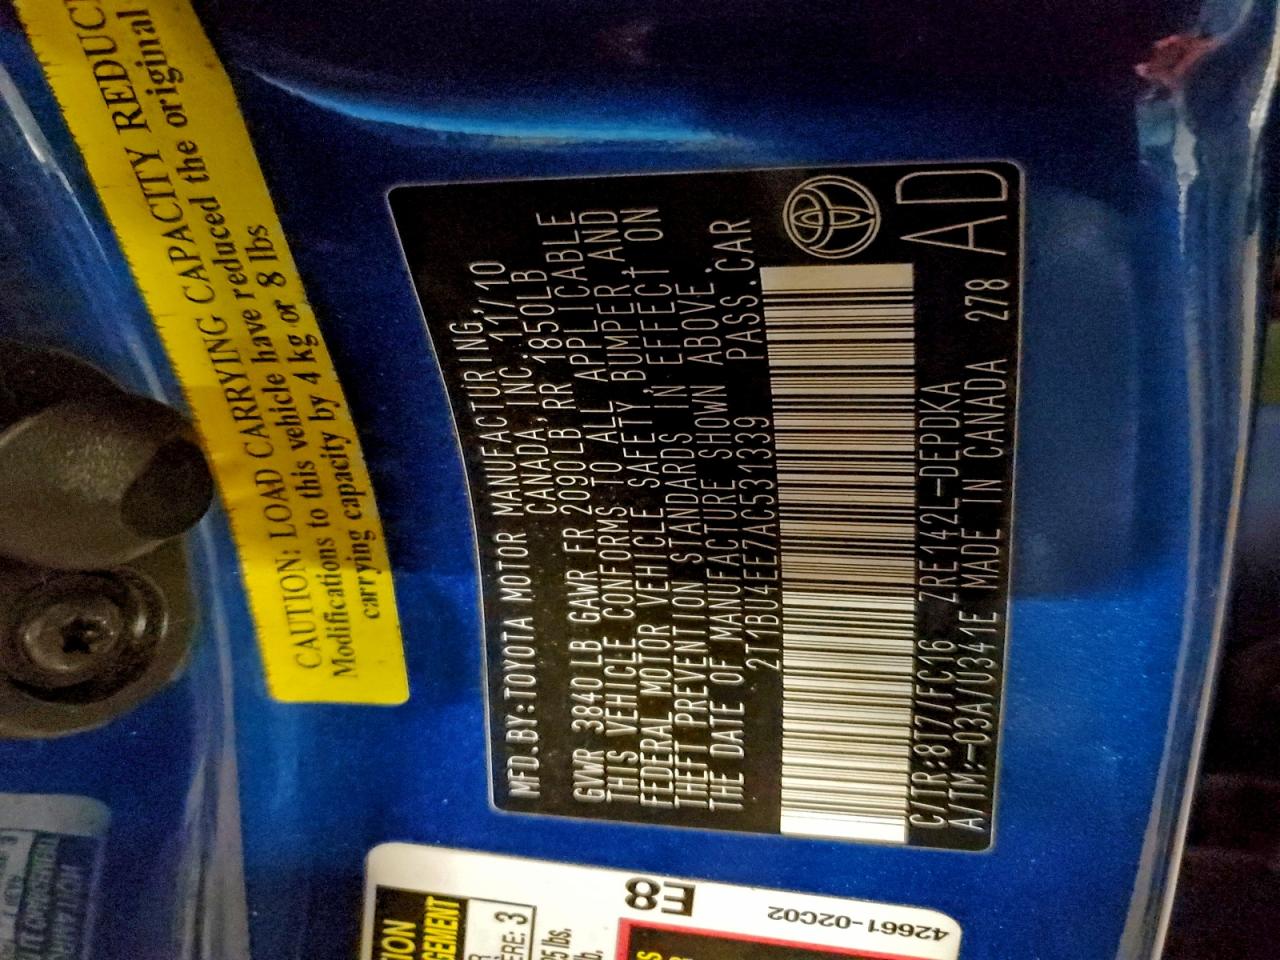 CAUTION: LOAD CARRYING CAPACITY
Modifications to this vehicle have reduced the original
carrying capacity by 4 kg or 8 lbs
MFD.BY:TOYOTA MOTOR MANUFACTURING,
CANADA,INC. 11/10
GVWR 3840LB GAWR FR 2090LB RR 1850LB
THIS VEHICLE CONFORMS TO ALL APPLICABLE
FEDERAL MOTOR VEHICLE SAFETY,BUMPER,AND
THEFT PREVENTION STANDARDS IN EFFECT ON
THE DATE OF MANUFACTURE SHOWN ABOVE.
2T1BU4EE7AC531339 PASS.CAR
C/TR:8T7/FC16 ZRE142L-DEPDKA
A/TM:-03A/U341E MADE IN CANADA 278 AD
E8
42661-02C02
3